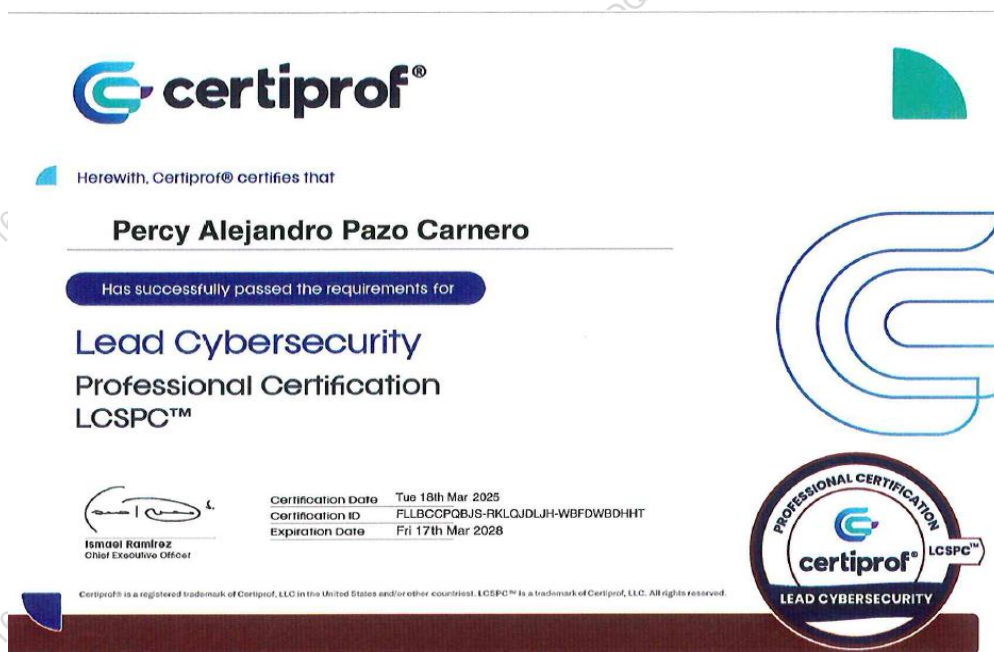 certiprof®
Herewith, Certiprof® certifies that
Percy Alejandro Pazo Carnero
Has successfully passed the requirements for
Lead Cybersecurity
Professional Certification
LCSPC™
Certification Date Tue 18th Mar 2025
Certification ID FLLBCCPQBJS-RKLQJDLJH-WBFDWBDHHT
Expiration Date Fri 17th Mar 2028
Ismael Ramírez
Chief Executive Officer
Certiprof® is a registered trademark of Certiprof, LLC in the United States and/or other countries. LCSPC™ is a trademark of Certiprof, LLC. All rights reserved.
PROFESSIONAL CERTIFICATION
certiprof®
LCSPC™
LEAD CYBERSECURITY